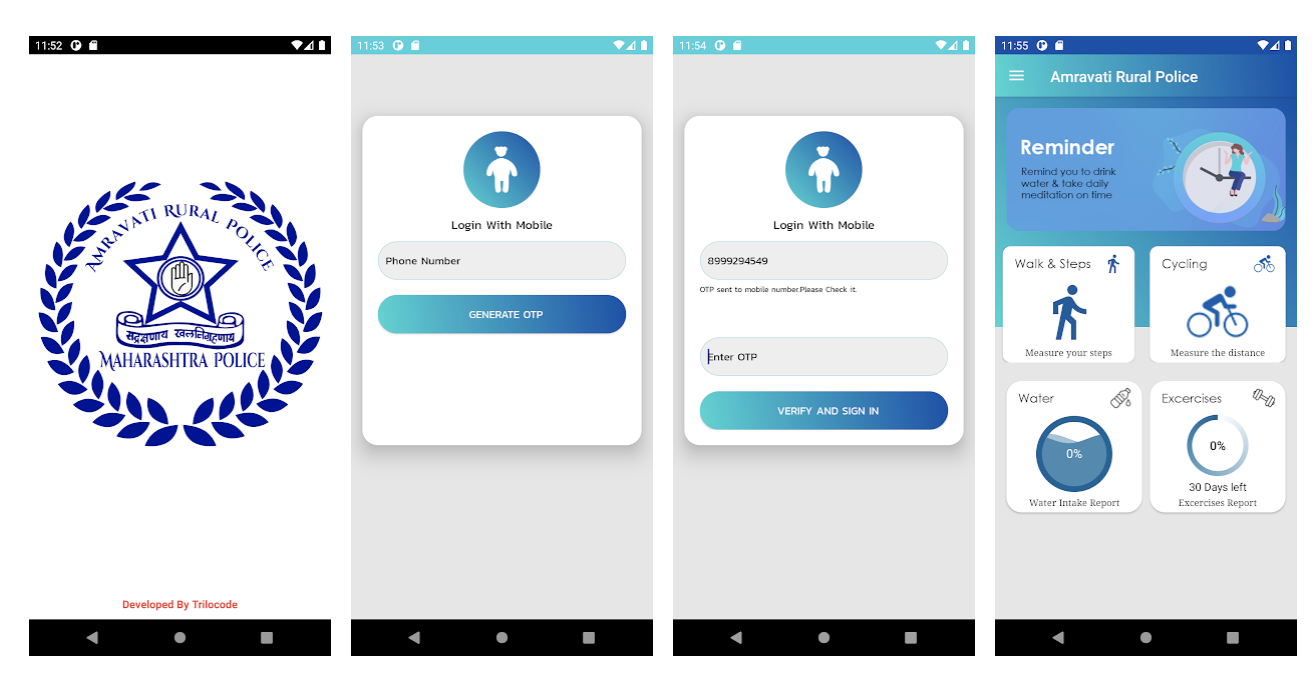 11:52
AMRAVATI RURAL POLICE
सद्रक्षणाय खलनिग्रहणाय
MAHARASHTRA POLICE
Developed By Trilocode
11:53
Login With Mobile
Phone Number
GENERATE OTP
11:54
Login With Mobile
8999294549
OTP sent to mobile number.Please Check it.
Enter OTP
VERIFY AND SIGN IN
11:55
Amravati Rural Police
Reminder
Remind you to drink
water & take daily
meditation on time
Walk & Steps
Measure your steps
Cycling
Measure the distance
Water
0%
Water Intake Report
Excercises
0%
30 Days left
Excercises Report